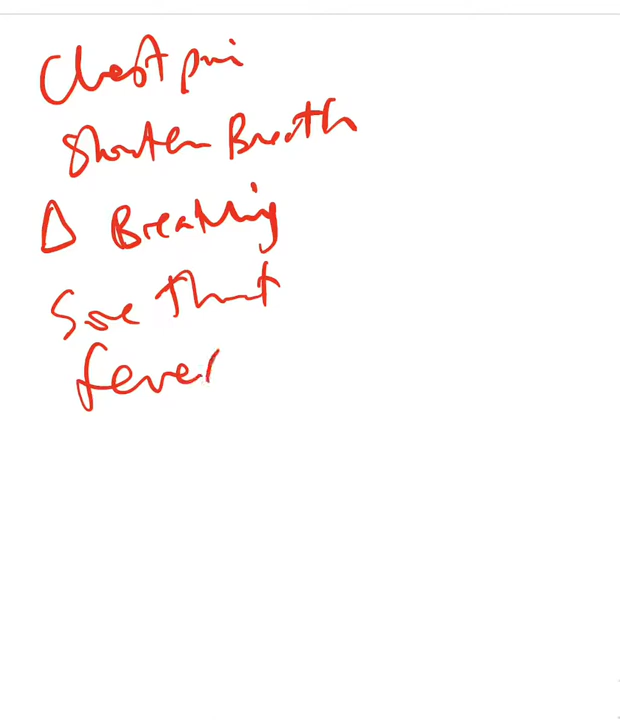 Chest pain
Shorten Breath
Δ Breathing
Sore Throat
fever